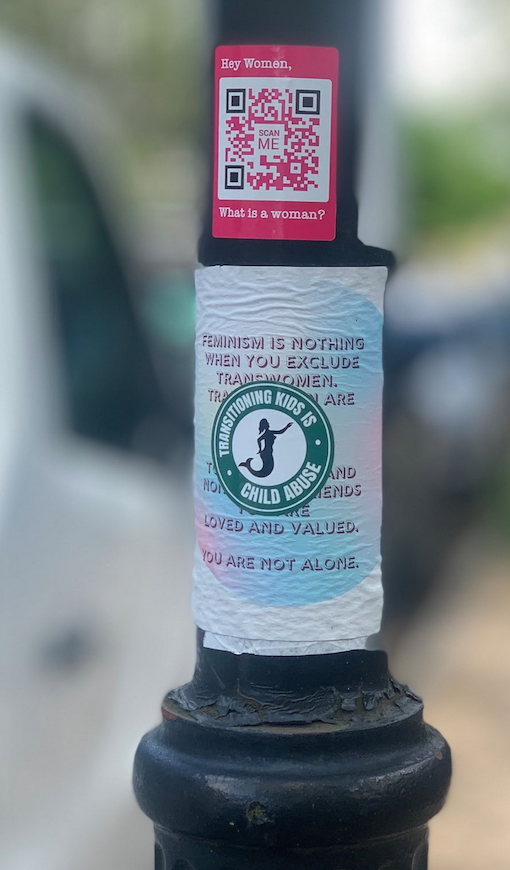 Hey Women,
SCAN
ME
What is a woman?
FEMINISM IS NOTHING
WHEN YOU EXCLUDE
TRANSWOMEN.
ARE
TRANSITIONING KIDS IS
CHILD ABUSE
AND
LOVED AND VALUED.
YOU ARE NOT ALONE.